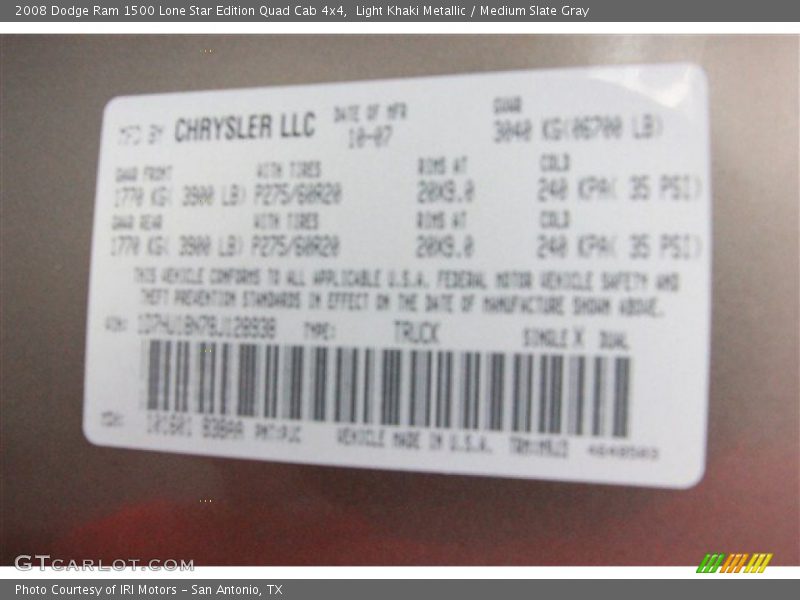 2008 Dodge Ram 1500 Lone Star Edition Quad Cab 4x4, Light Khaki Metallic / Medium Slate Gray
MFD BY CHRYSLER LLC DATE OF MFR GVWR
10-07 3040 KG(06700 LB)
GAWR FRONT WITH TIRES RIMS AT COLD
1770 KG( 3900 LB) P275/60R20 20X9.0 240 KPA( 35 PSI)
GAWR REAR WITH TIRES RIMS AT COLD
1770 KG( 3900 LB) P275/60R20 20X9.0 240 KPA( 35 PSI)
THIS VEHICLE CONFORMS TO ALL APPLICABLE U.S.A. FEDERAL MOTOR VEHICLE SAFETY AND
THEFT PREVENTION STANDARDS IN EFFECT ON THE DATE OF MANUFACTURE SHOWN ABOVE.
VIN: TYPE: TRUCK SINGLE X DUAL
MDH: PNT:PJC VEHICLE MADE IN U.S.A.
GTCARLOT.COM
Photo Courtesy of IRI Motors – San Antonio, TX